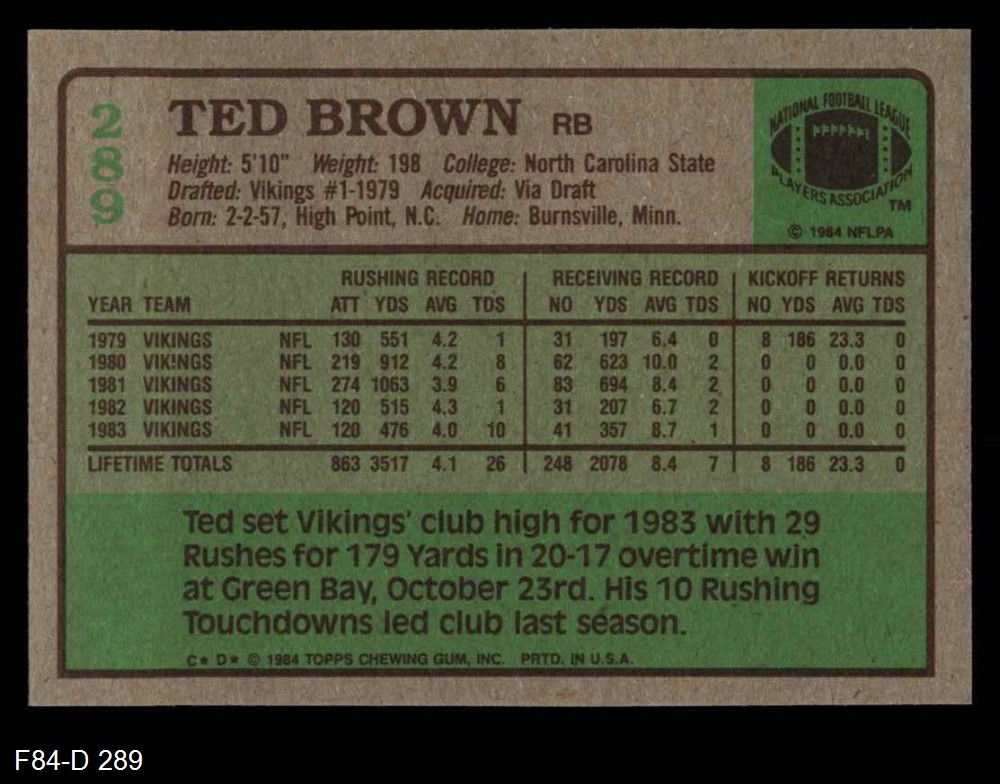 289
TED BROWN RB
Height: 5'10" Weight: 198 College: North Carolina State
Drafted: Vikings #1-1979 Acquired: Via Draft
Born: 2-2-57, High Point, N.C. Home: Burnsville, Minn.
NATIONAL FOOTBALL LEAGUE
PLAYERS ASSOCIATION
TM
© 1984 NFLPA
RUSHING RECORD RECEIVING RECORD KICKOFF RETURNS
YEAR TEAM ATT YDS AVG TDS NO YDS AVG TDS NO YDS AVG TDS
1979 VIKINGS NFL 130 551 4.2 1 31 197 6.4 0 8 186 23.3 0
1980 VIKINGS NFL 219 912 4.2 8 62 623 10.0 2 0 0 0.0 0
1981 VIKINGS NFL 274 1063 3.9 6 83 694 8.4 2 0 0 0.0 0
1982 VIKINGS NFL 120 515 4.3 1 31 207 6.7 2 0 0 0.0 0
1983 VIKINGS NFL 120 476 4.0 10 41 357 8.7 1 0 0 0.0 0
LIFETIME TOTALS 863 3517 4.1 26 248 2078 8.4 7 8 186 23.3 0
Ted set Vikings' club high for 1983 with 29
Rushes for 179 Yards in 20-17 overtime win
at Green Bay, October 23rd. His 10 Rushing
Touchdowns led club last season.
C* D* © 1984 TOPPS CHEWING GUM, INC. PRTD. IN U.S.A.
F84-D 289